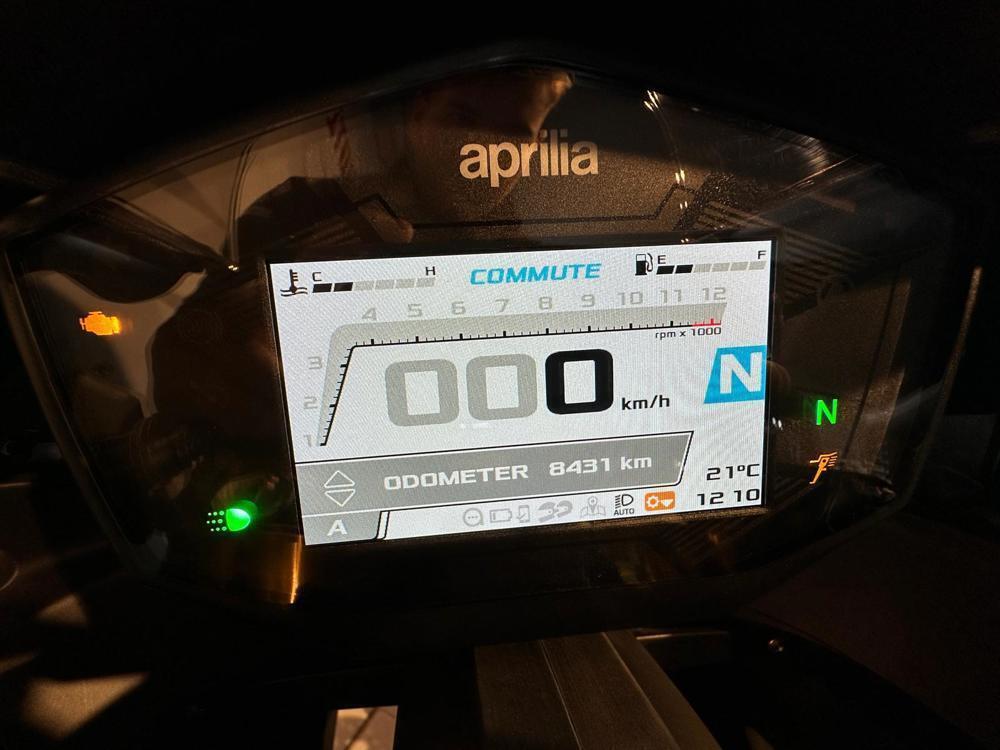 aprilia
C H COMMUTE E F
4 5 6 7 8 9 10 11 12
rpm x 1000
3
2
1
000 km/h
N
N
ODOMETER 8431 km
21°C
A
AUTO
12 10